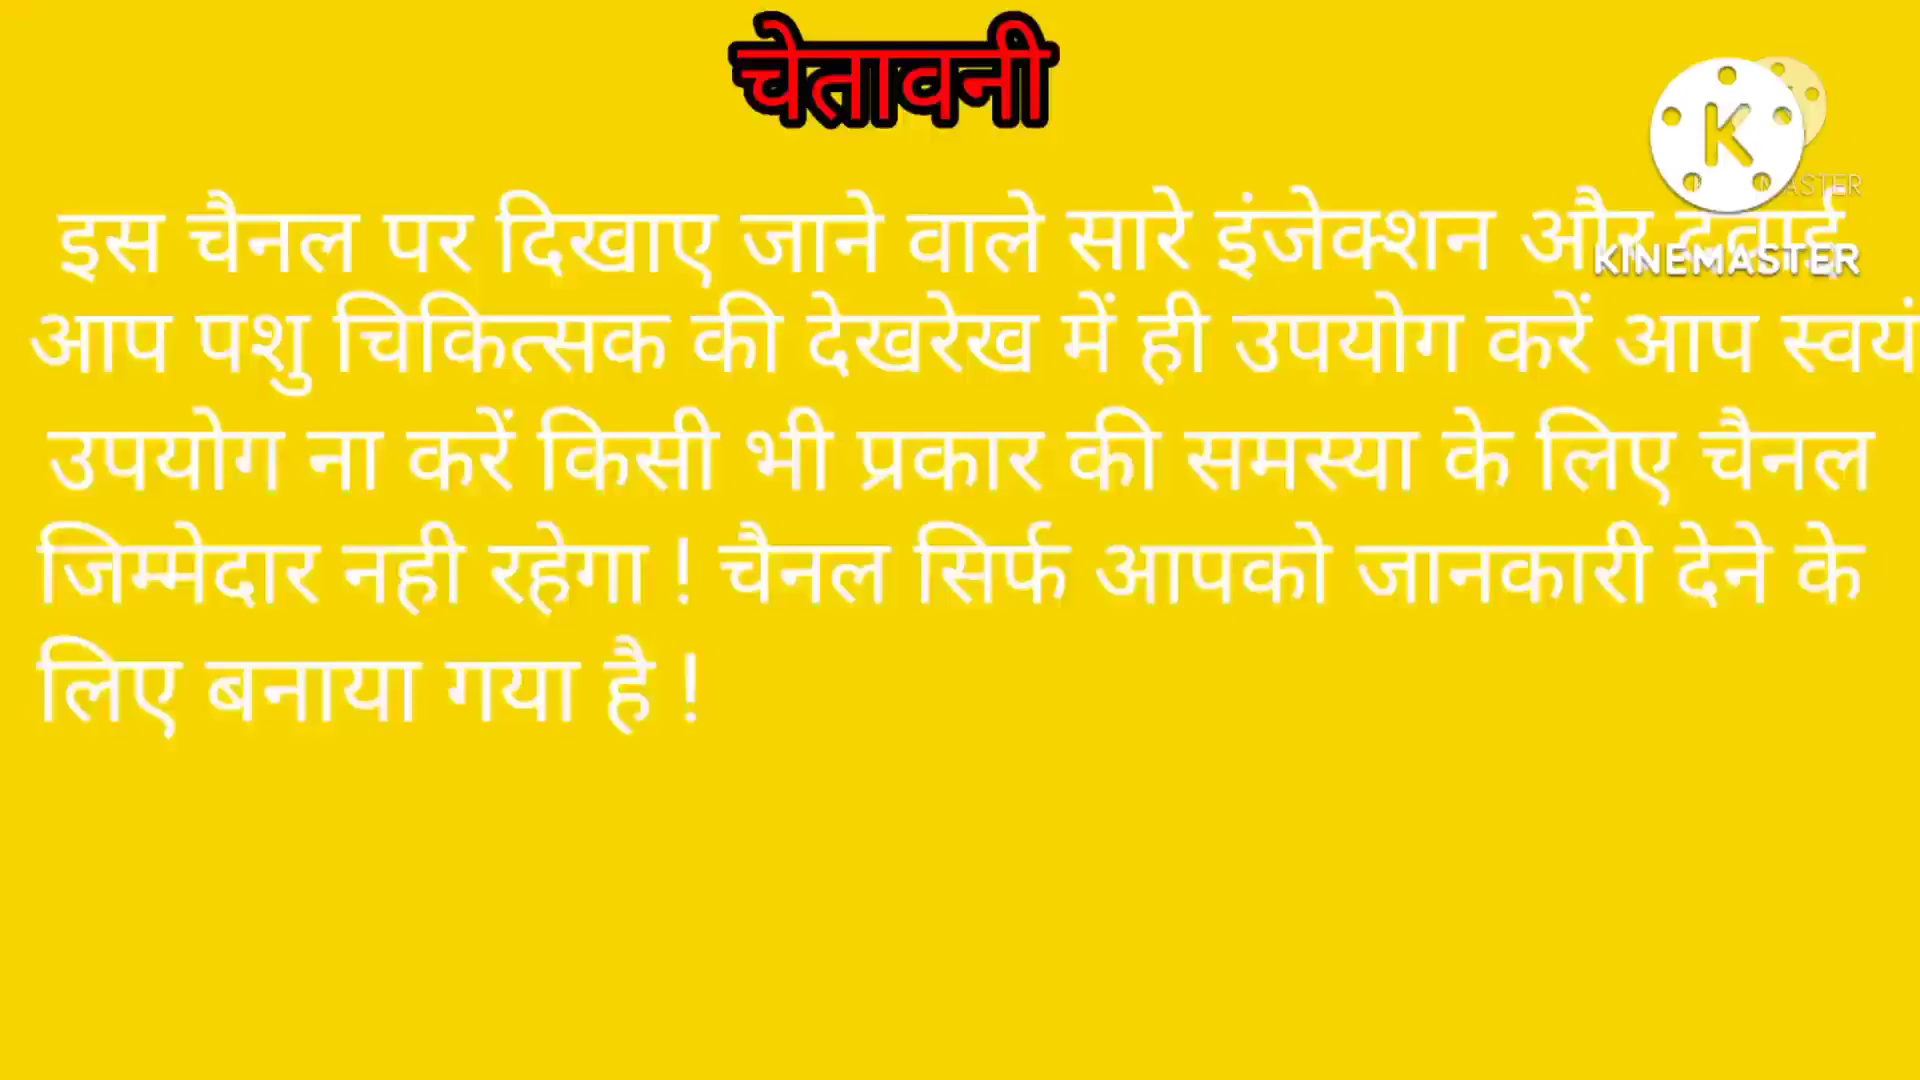 चेतावनी
इस चैनल पर दिखाए जाने वाले सारे इंजेक्शन और दवाई
आप पशु चिकित्सक की देखरेख में ही उपयोग करें आप स्वयं
उपयोग ना करें किसी भी प्रकार की समस्या के लिए चैनल
जिम्मेदार नही रहेगा ! चैनल सिर्फ आपको जानकारी देने के
लिए बनाया गया है !
K
KINEMASTER